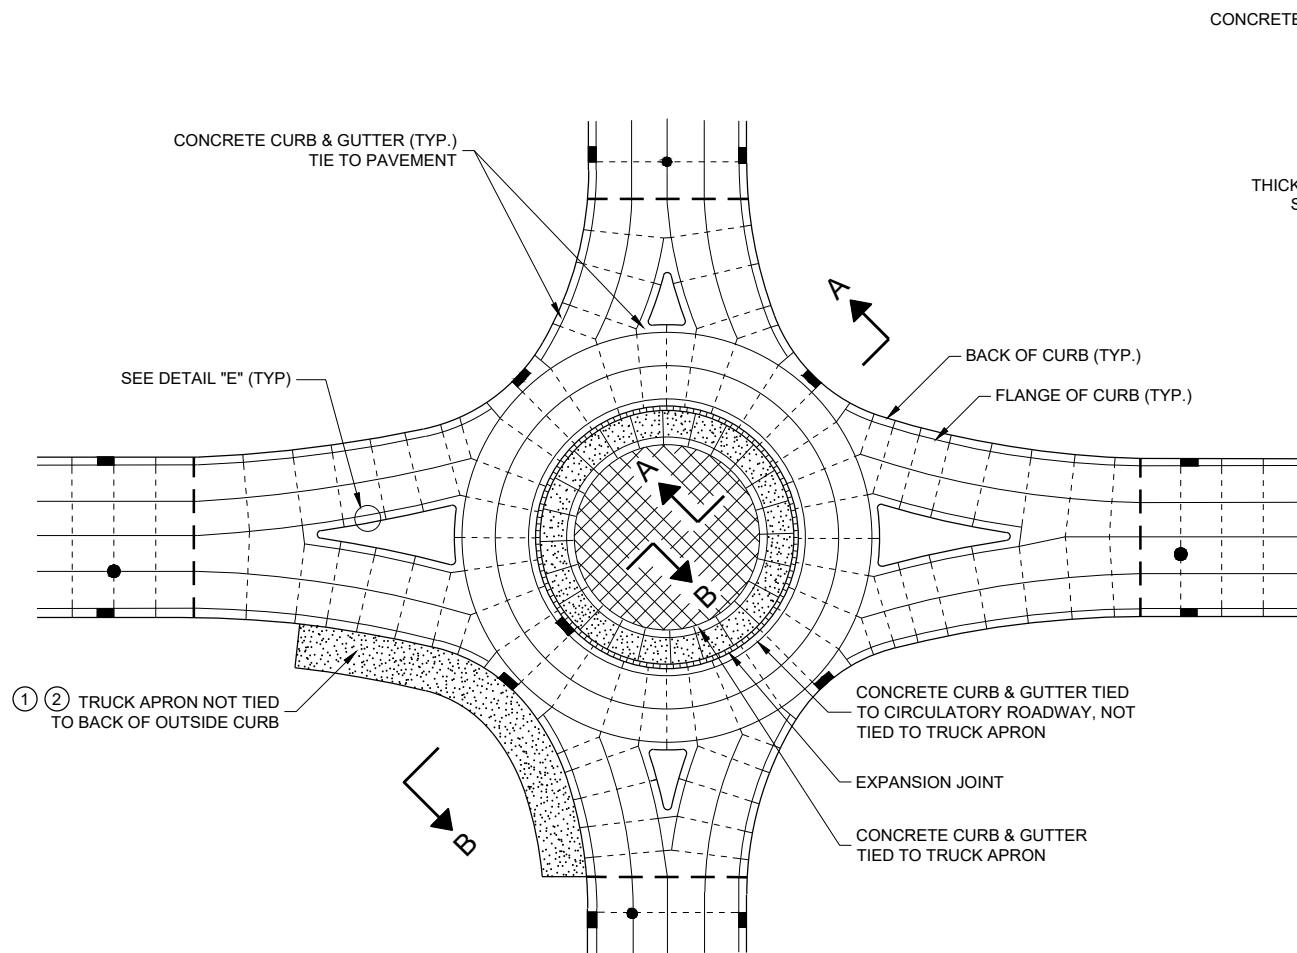 CONCRETE
CONCRETE CURB & GUTTER (TYP.)
TIE TO PAVEMENT
THICK
S
A
BACK OF CURB (TYP.)
SEE DETAIL "E" (TYP)
FLANGE OF CURB (TYP.)
A
B
1 2 TRUCK APRON NOT TIED
TO BACK OF OUTSIDE CURB
CONCRETE CURB & GUTTER TIED
TO CIRCULATORY ROADWAY, NOT
TIED TO TRUCK APRON
EXPANSION JOINT
B
CONCRETE CURB & GUTTER
TIED TO TRUCK APRON